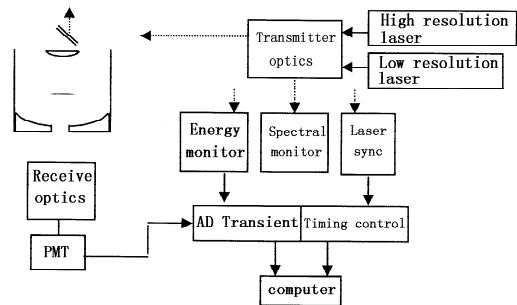 High resolution
laser
Transmitter
optics
Low resolution
laser
Energy
monitor
Spectral
monitor
Laser
sync
Receive
optics
AD Transient
Timing control
PMT
computer